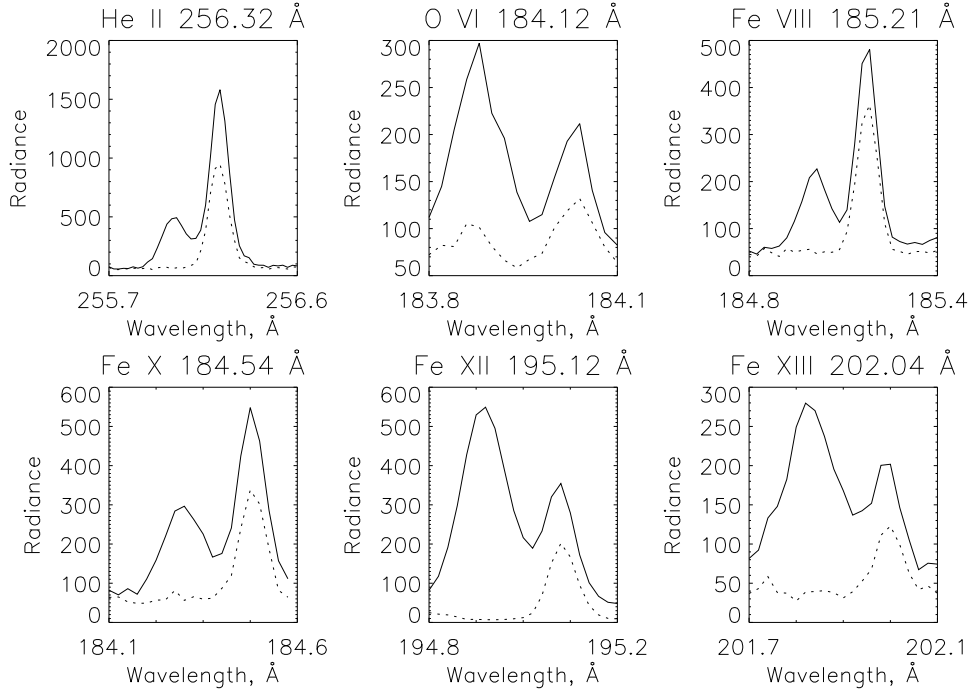 He II 256.32 Å
2000
1500
1000
500
0
Radiance
255.7 256.6
Wavelength, Å
O VI 184.12 Å
300
250
200
150
100
50
Radiance
183.8 184.1
Wavelength, Å
Fe VIII 185.21 Å
500
400
300
200
100
0
Radiance
184.8 185.4
Wavelength, Å
Fe X 184.54 Å
600
500
400
300
200
100
0
Radiance
184.1 184.6
Wavelength, Å
Fe XII 195.12 Å
600
500
400
300
200
100
0
Radiance
194.8 195.2
Wavelength, Å
Fe XIII 202.04 Å
300
250
200
150
100
50
0
Radiance
201.7 202.1
Wavelength, Å